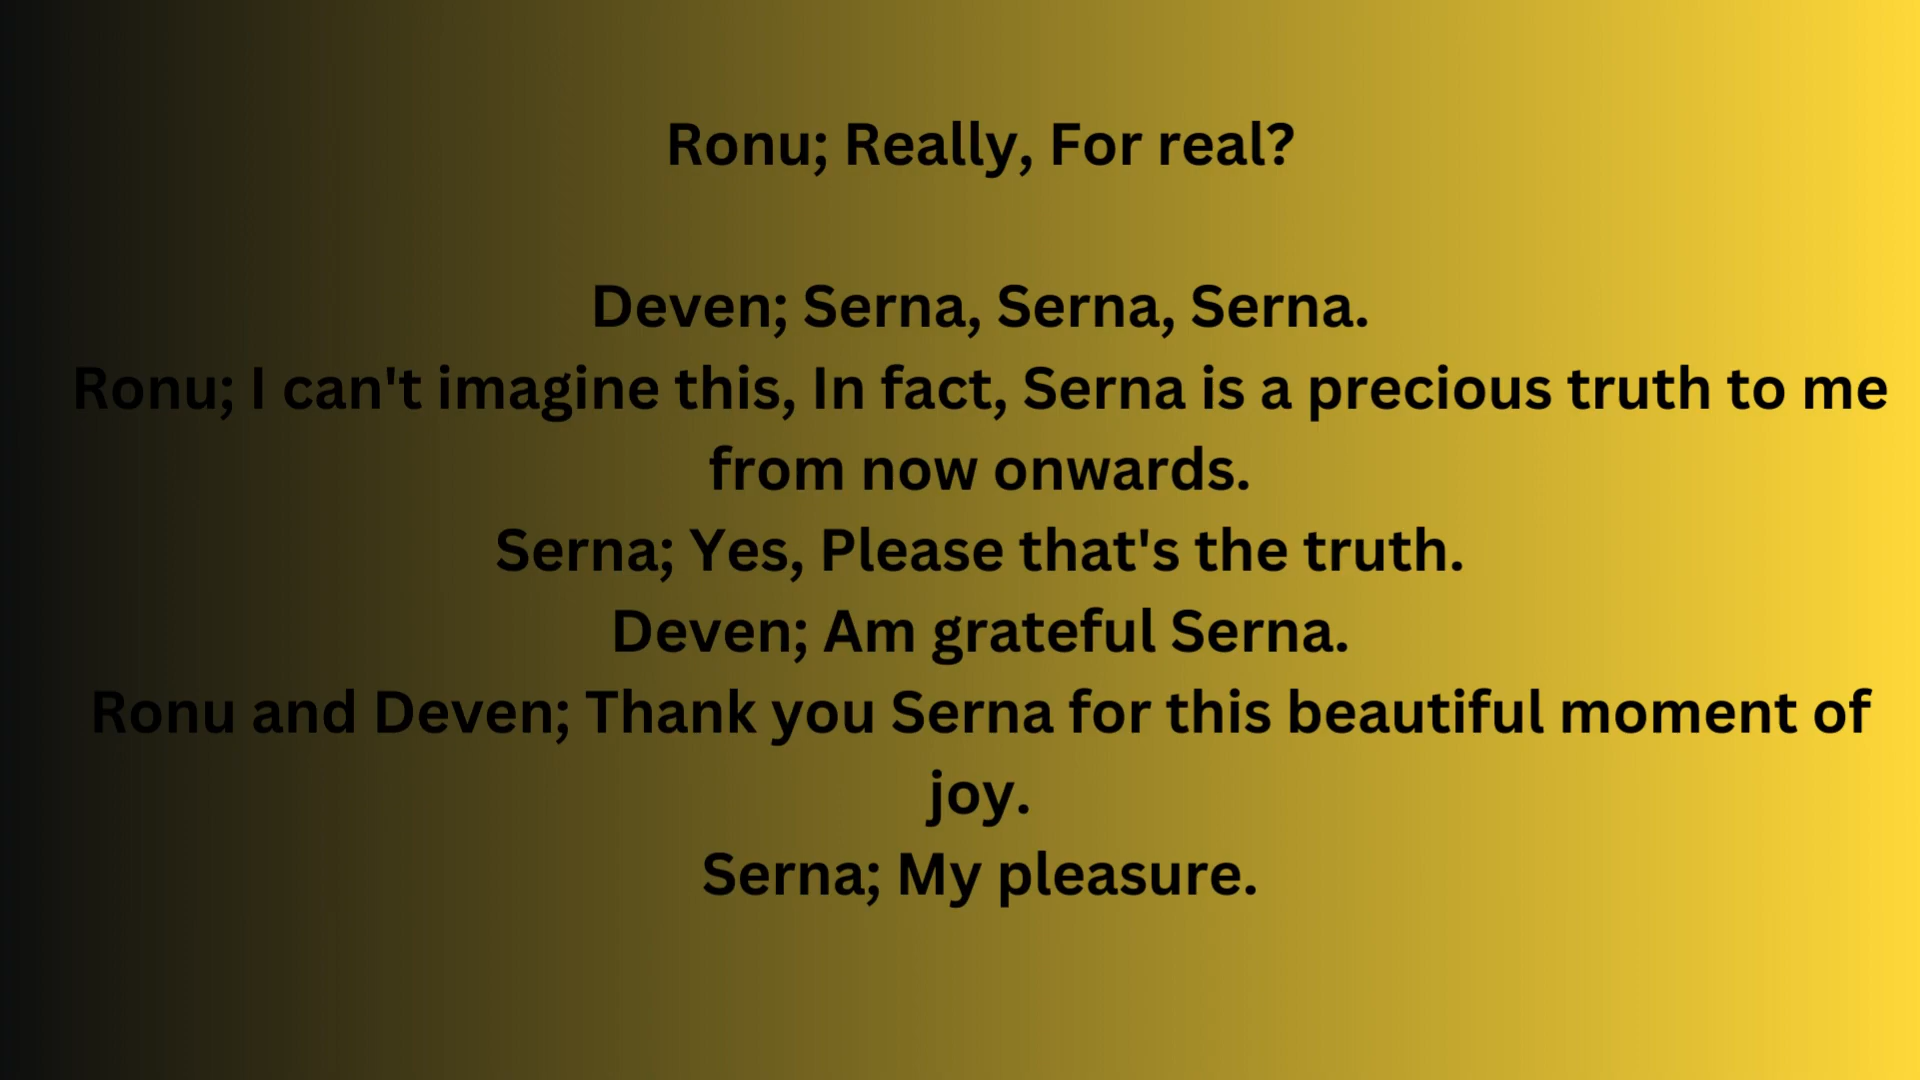 Ronu; Really, For real?
Deven; Serna, Serna, Serna.
Ronu; I can't imagine this, In fact, Serna is a precious truth to me
from now onwards.
Serna; Yes, Please that's the truth.
Deven; Am grateful Serna.
Ronu and Deven; Thank you Serna for this beautiful moment of
joy.
Serna; My pleasure.